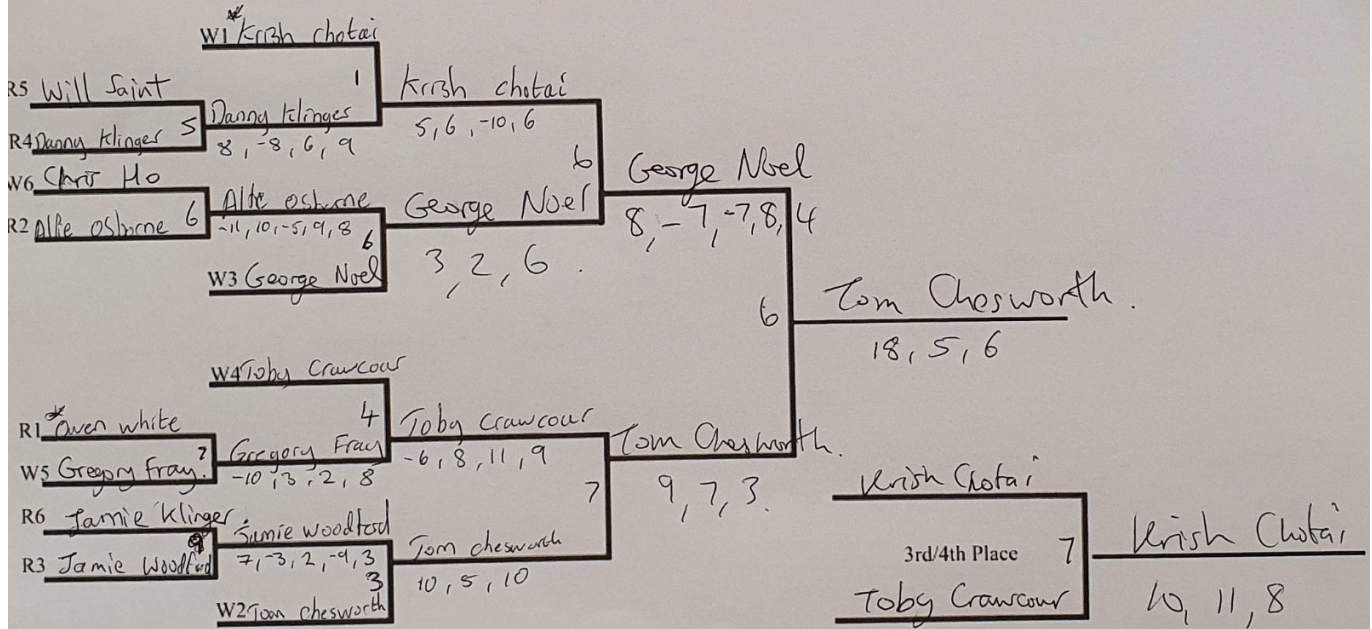 W1 *Krish chotai
1
Krish chotai
5, 6, -10, 6
R5 Will Saint
5
Danny Klinges
8, -8, 6, 9
R4 Danny Klinger
6
George Noel
8, -7, -7, 8, 4
W6 Chris Ho
6
Alfie osborne
-11, 10, -5, 9, 8
R2 Alfie osborne
6
George Noel
3, 2, 6.
W3 George Noel
6
Tom Chesworth.
18, 5, 6
W4 Toby Crawcour
4
Toby Crawcour
-6, 8, 11, 9
R1 *Owen white
7
Gregory Fray
-10, 3, 2, 8
W5 Gregory Fray.
7
Tom Chesworth.
9, 7, 3.
R6 Jamie Klinger
9
Jamie woodford
7, -3, 2, -9, 3
R3 Jamie Woodford
3
Tom chesworth
10, 5, 10
W2 Tom Chesworth
Krish Chotai
3rd/4th Place 7
Krish Chotai
10, 11, 8
Toby Crawcour